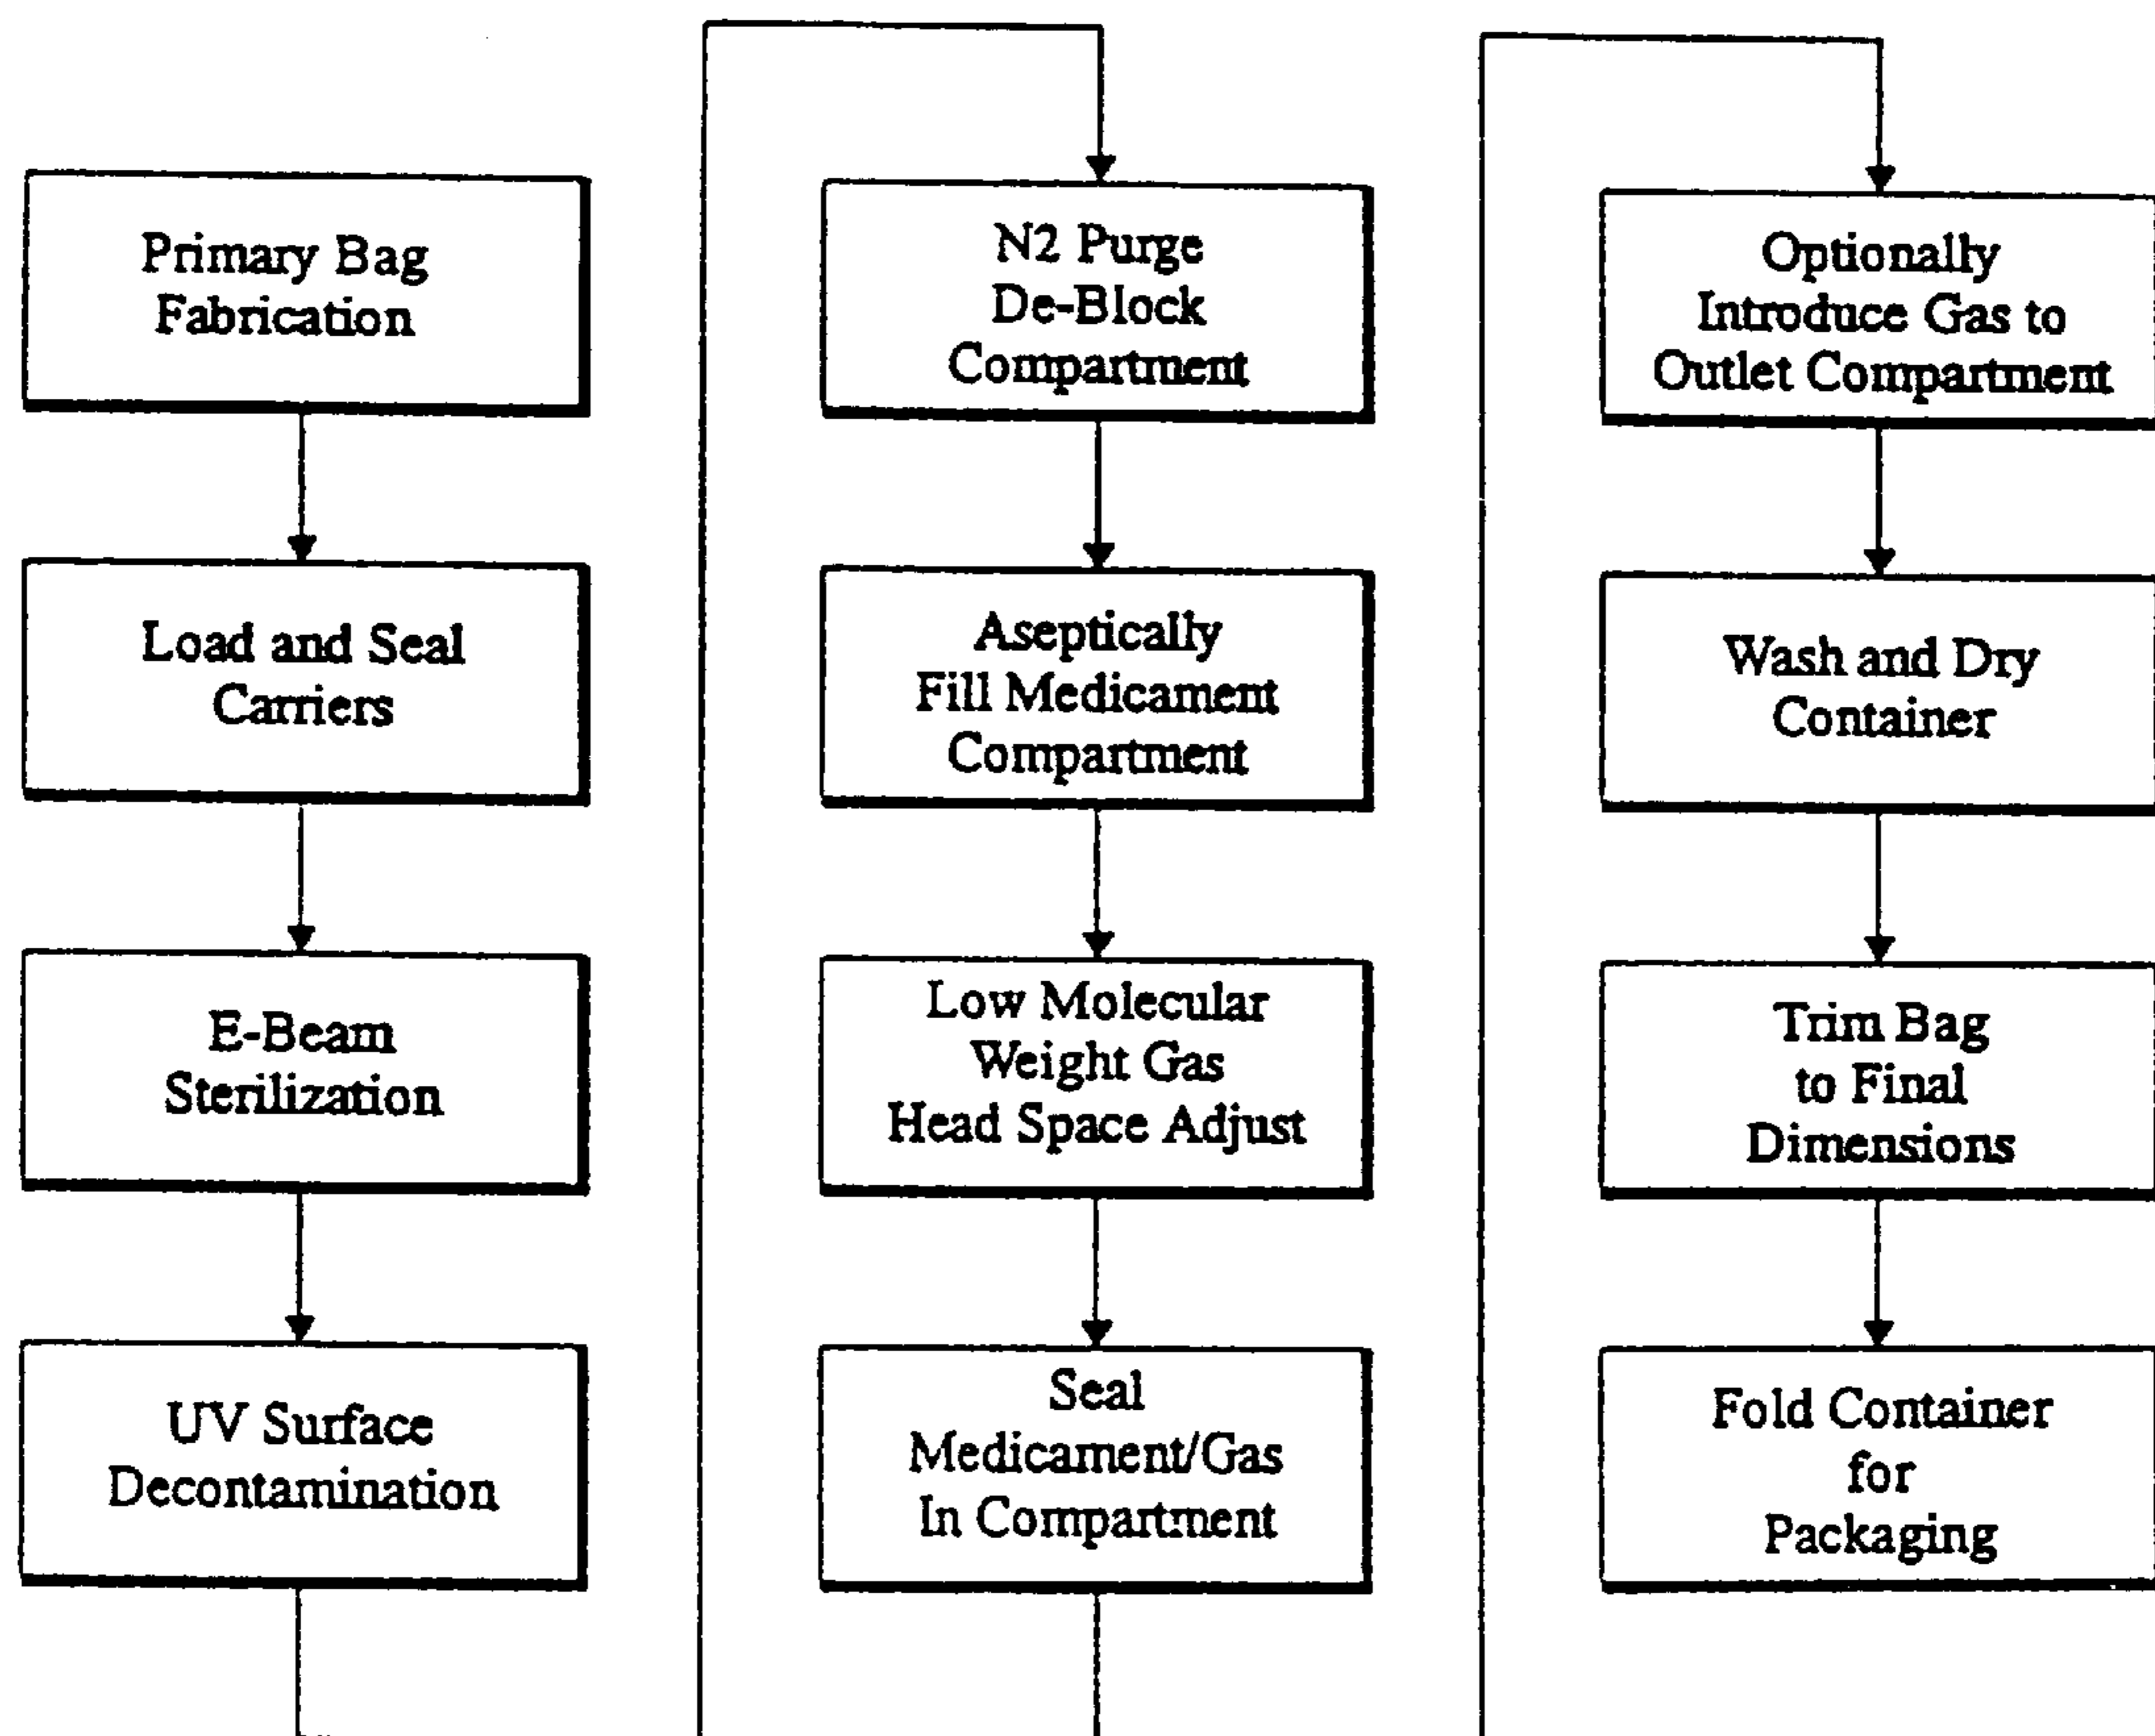 Primary Bag
Fabrication
Load and Seal
Carriers
E-Beam
Sterilization
UV Surface
Decontamination
N2 Purge
De-Block
Compartment
Aseptically
Fill Medicament
Compartment
Low Molecular
Weight Gas
Head Space Adjust
Seal
Medicament/Gas
In Compartment
Optionally
Introduce Gas to
Outlet Compartment
Wash and Dry
Container
Trim Bag
to Final
Dimensions
Fold Container
for
Packaging